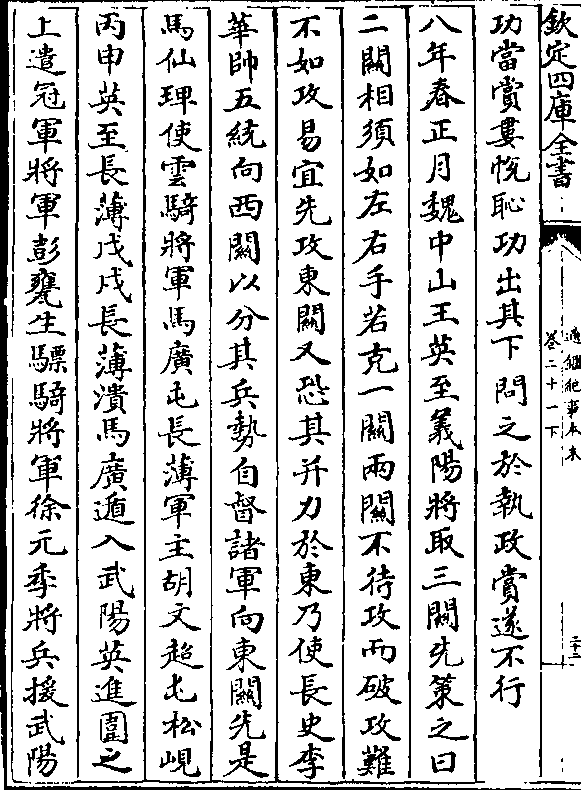 欽定四庫全書
通鑑紀事本末
卷二十一下
二十二
功當賞婁恱恥功出其下問之於執政賞遂不行
八年春正月魏中山王英至義陽將取三關先策之曰
二關相須如左右手若克一關兩關不待攻而破攻難
不如攻易宜先攻東關又恐其并力於東乃使長史李
華帥五統向西關以分其兵勢自督諸軍向東關先是
馬仙琕使雲騎將軍馬廣屯長薄軍主胡文超屯松峴
丙申英至長薄戊戌長薄潰馬廣遁入武陽英進圍之
上遣冠軍將軍彭甕生驃騎將軍徐元季將兵援武陽